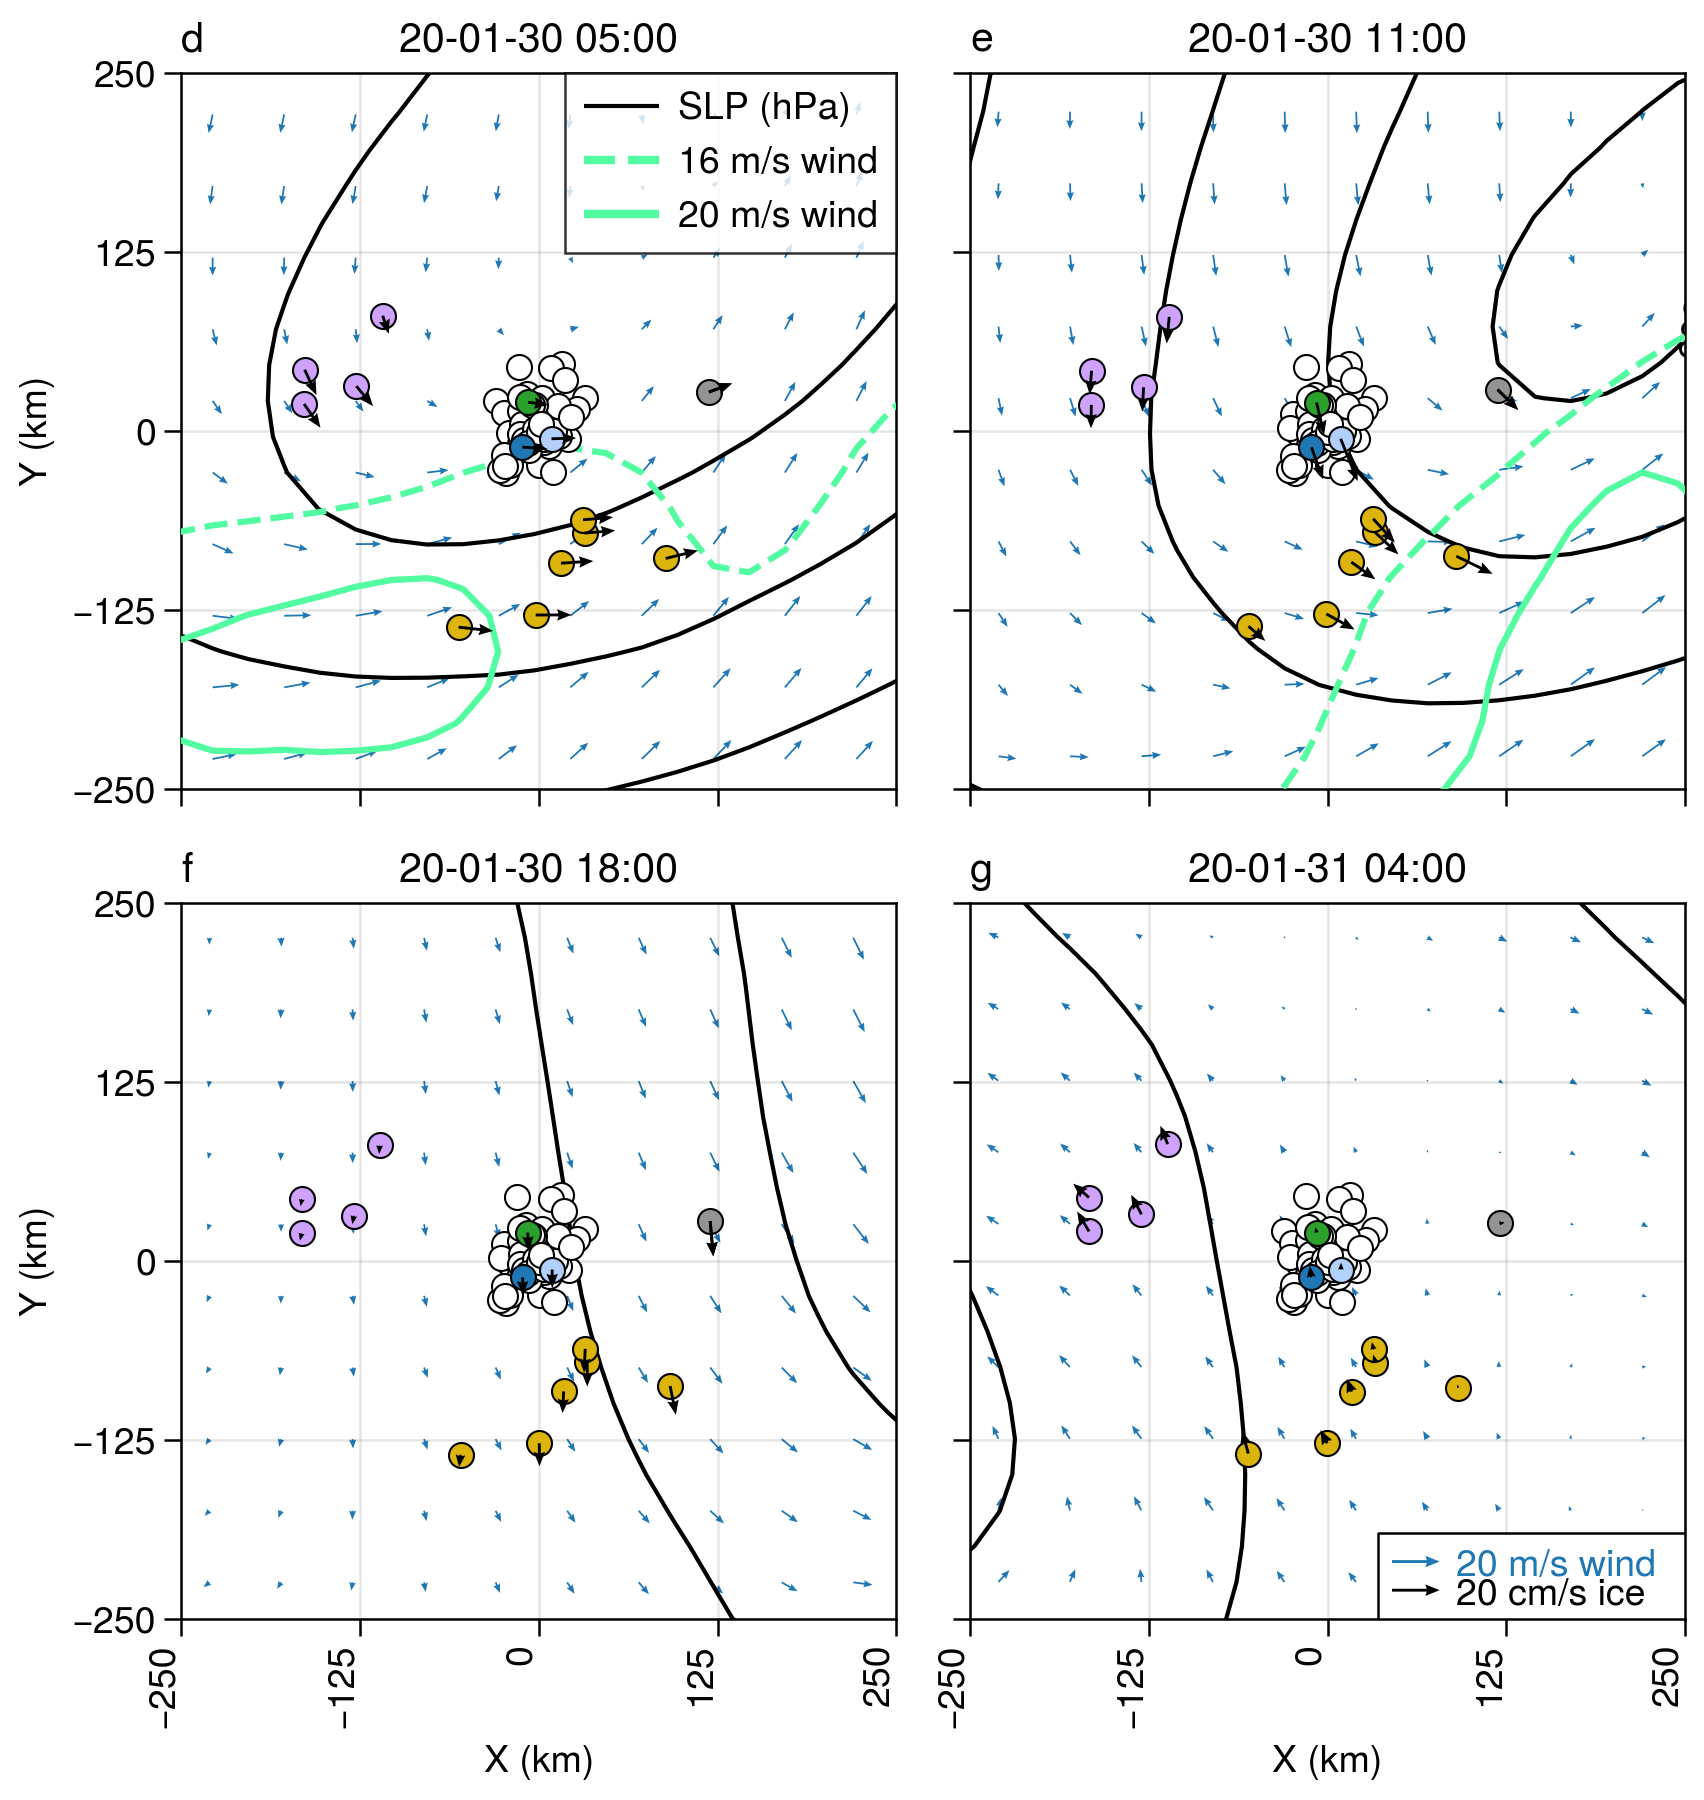 d 20-01-30 05:00
e 20-01-30 11:00
250
125
0
−125
−250
Y (km)
SLP (hPa)
16 m/s wind
20 m/s wind
f 20-01-30 18:00
g 20-01-31 04:00
250
125
0
−125
−250
Y (km)
20 m/s wind
20 cm/s ice
−250 −125 0 125 250
−250 −125 0 125 250
X (km)
X (km)